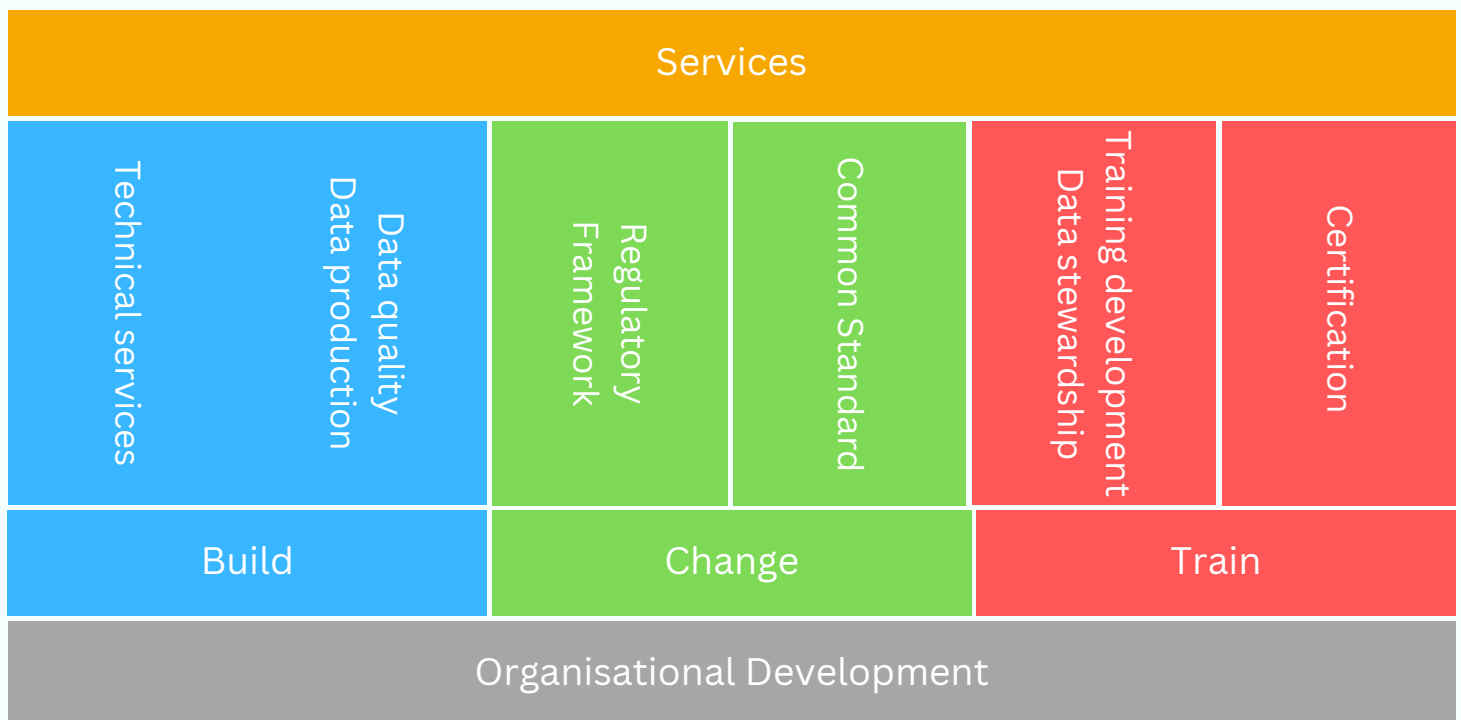 Services
Technical services
Data quality
Data production
Regulatory
Framework
Common Standard
Training development
Data stewardship
Certification
Build
Change
Train
Organisational Development